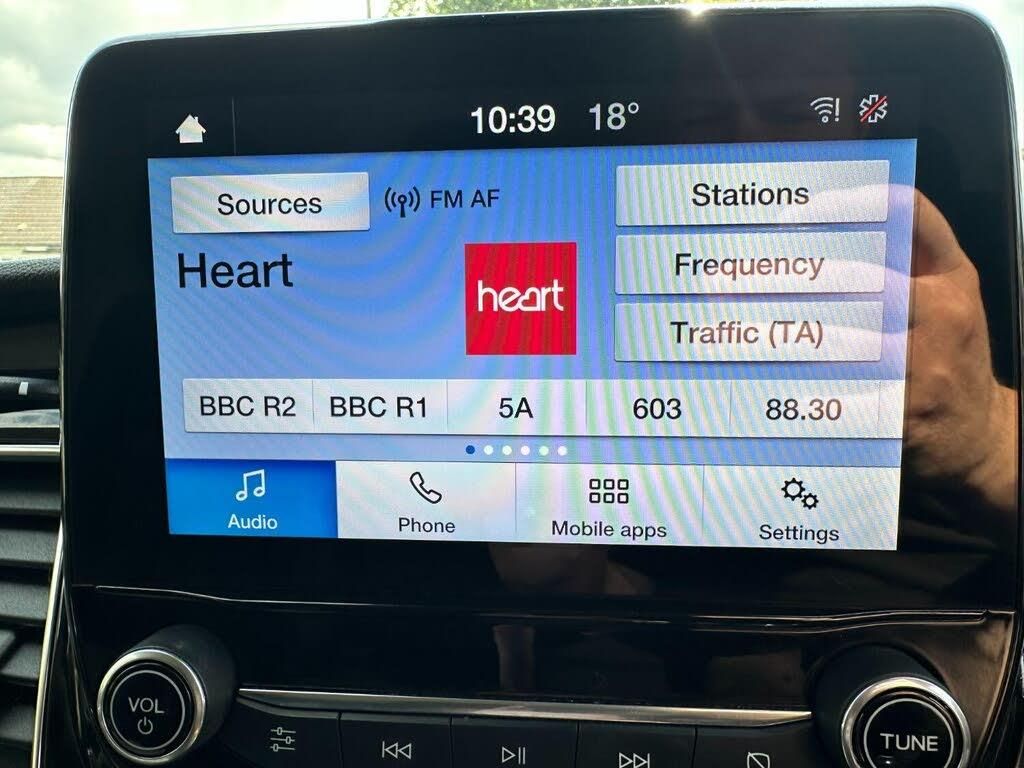 10:39 18°
Sources FM AF Stations
Heart
heart
Frequency
Traffic (TA)
BBC R2 BBC R1 5A 603 88.30
Audio Phone Mobile apps Settings
VOL
TUNE